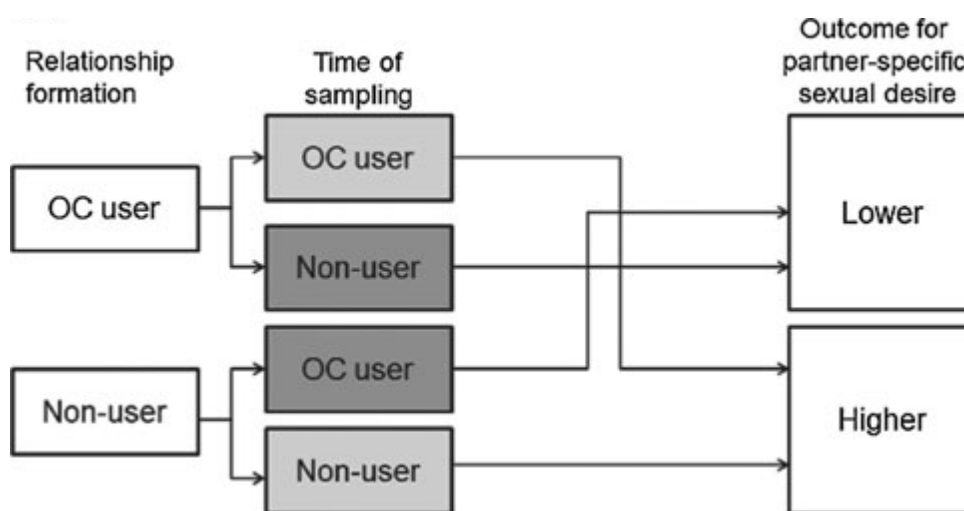 Relationship
formation
Time of
sampling
Outcome for
partner-specific
sexual desire
OC user
OC user
Non-user
Lower
Non-user
OC user
Non-user
Higher